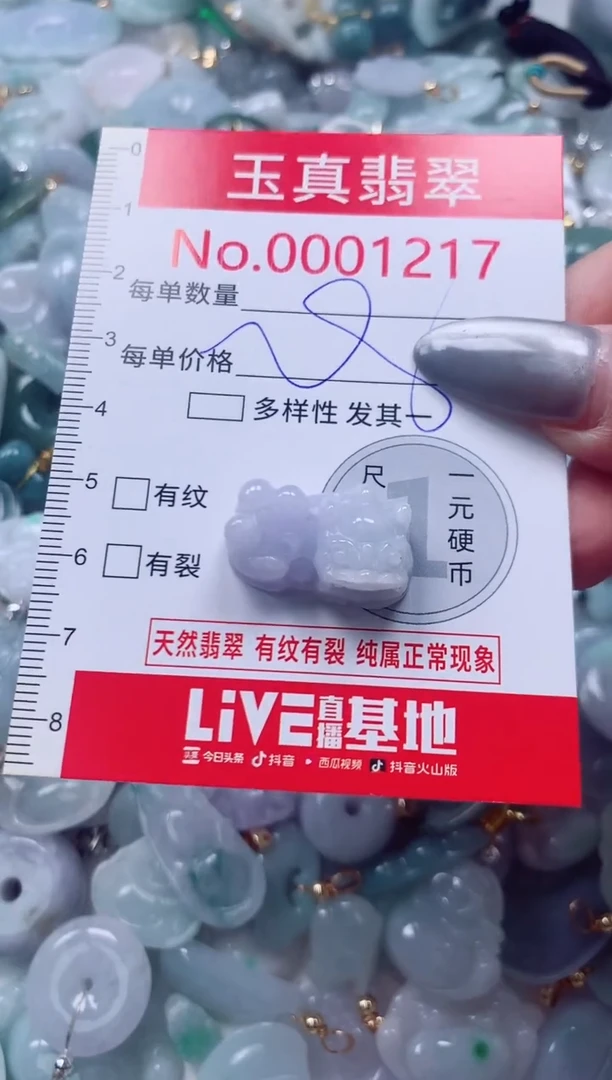 玉真翡翠
No.0001217
每单数量
每单价格
多样性 发其一
有纹
有裂
尺
1
一元硬币
天然翡翠 有纹有裂 纯属正常现象
LiVE直播基地
头条 今日头条 抖音 西瓜视频 抖音火山版
0
1
2
3
4
5
6
7
8